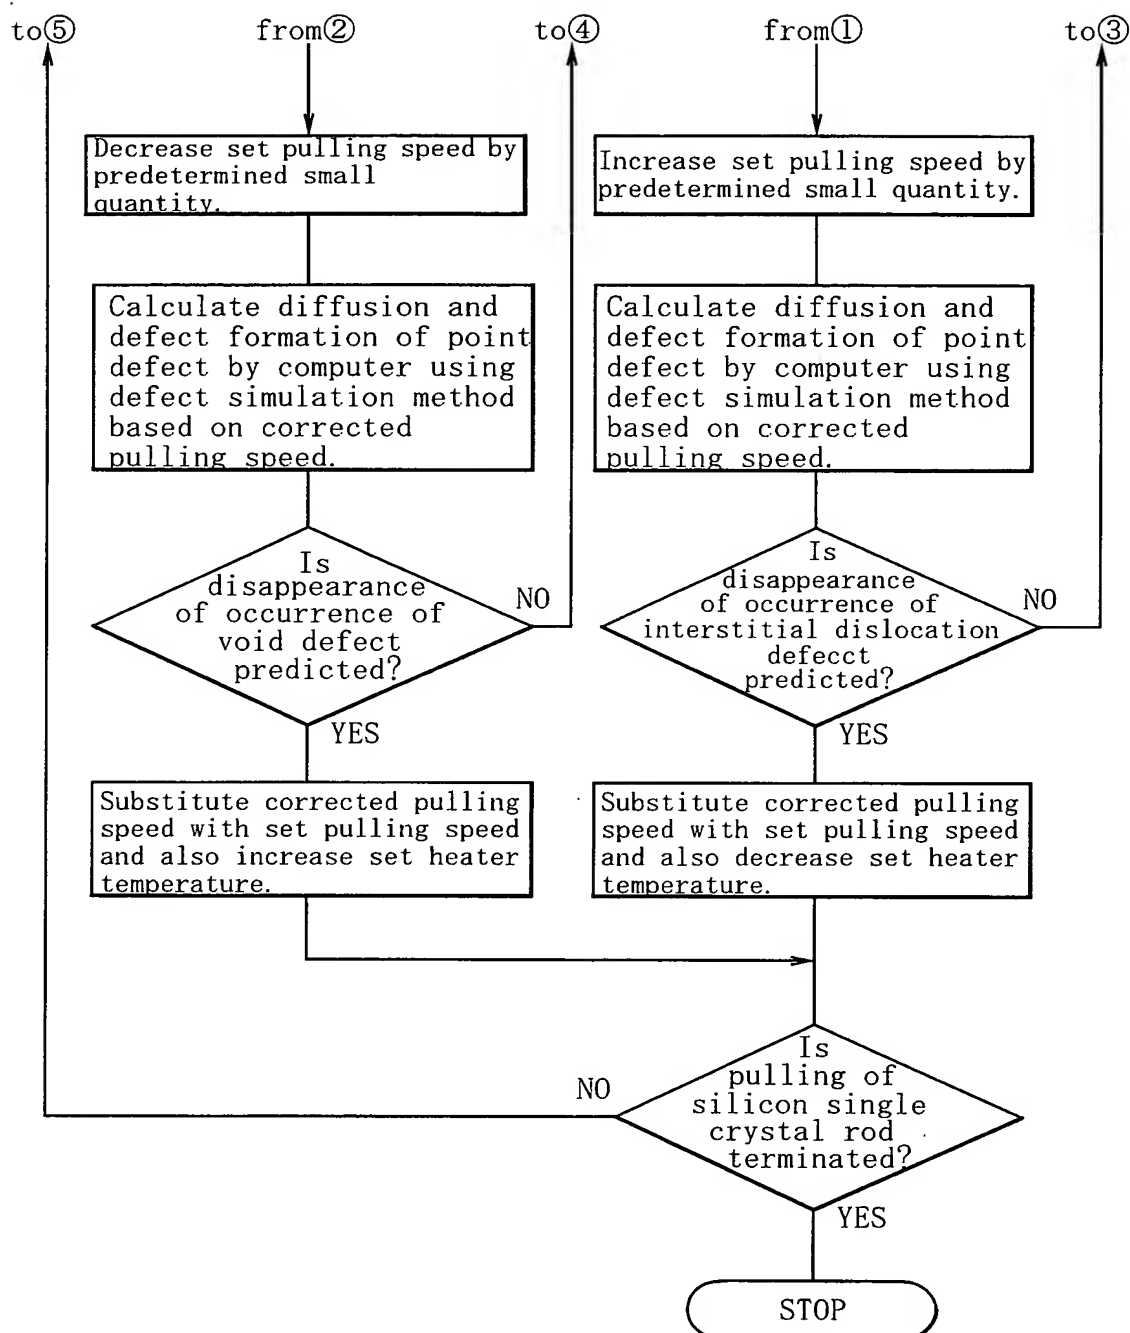 to⑤
from②
to④
from①
to③
Decrease set pulling speed by
predetermined small
quantity.
Increase set pulling speed by
predetermined small quantity.
Calculate diffusion and
defect formation of point
defect by computer using
defect simulation method
based on corrected
pulling speed.
Calculate diffusion and
defect formation of point
defect by computer using
defect simulation method
based on corrected
pulling speed.
Is
disappearance
of occurrence of
void defect
predicted?
NO
YES
Is
disappearance
of occurrence of
interstitial dislocation
defecct
predicted?
NO
YES
Substitute corrected pulling
speed with set pulling speed
and also increase set heater
temperature.
Substitute corrected pulling
speed with set pulling speed
and also decrease set heater
temperature.
Is
pulling of
silicon single
crystal rod
terminated?
NO
YES
STOP